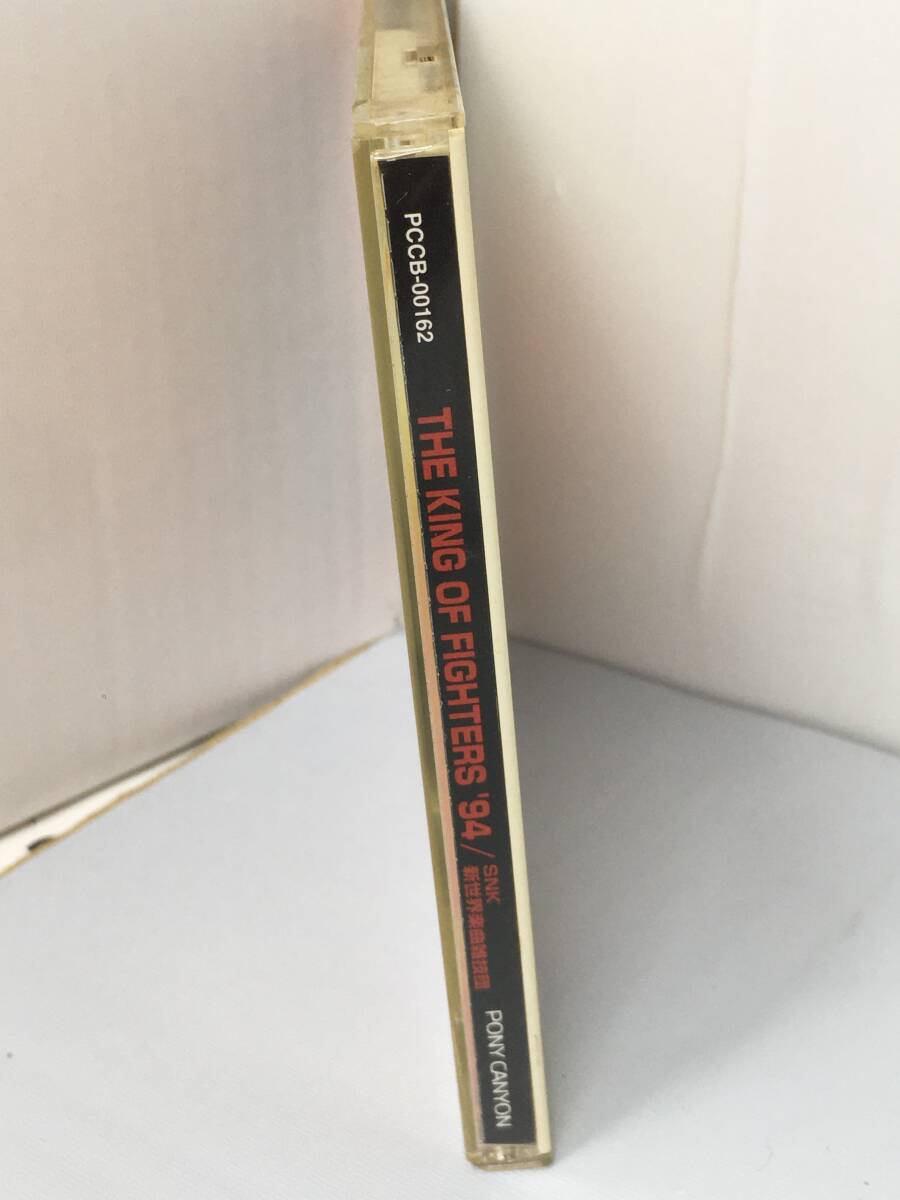 PCCB-00162
THE KING OF FIGHTERS '94/
SNK
新世界楽曲雑技団
PONY CANYON